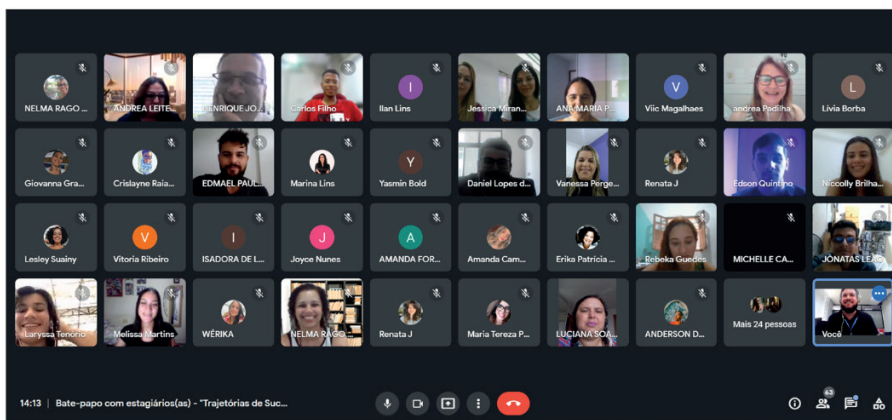 NELMA RAGO ...
ANDREA LEITE...
HENRIQUE JO...
Carlos Filho
I
Ilan Lins
Jessica Miran...
ANA MARIA P...
V
Viic Magalhaes
andrea Padilha
L
Lívia Borba
Giovanna Gra...
Crislayne Raia...
EDMAEL PAUL...
Marina Lins
Y
Yasmin Bold
Daniel Lopes d...
Vanessa Perge...
Renata J
Edson Quintino
Niccolly Brilha...
Lesley Suainy
V
Vitoria Ribeiro
I
ISADORA DE L...
J
Joyce Nunes
A
AMANDA FOR...
Amanda Cam...
Erika Patrícia ...
Rebeka Guedes
MICHELLE CA...
JONATAS LEA...
Laryssa Tenório
Melissa Martins
WÉRIKA
NELMA RAGO...
Renata J
Maria Tereza P...
LUCIANA SOA...
ANDERSON D...
Mais 24 pessoas
Você
14:13 | Bate-papo com estagiários(as) - "Trajetórias de Suc...
63